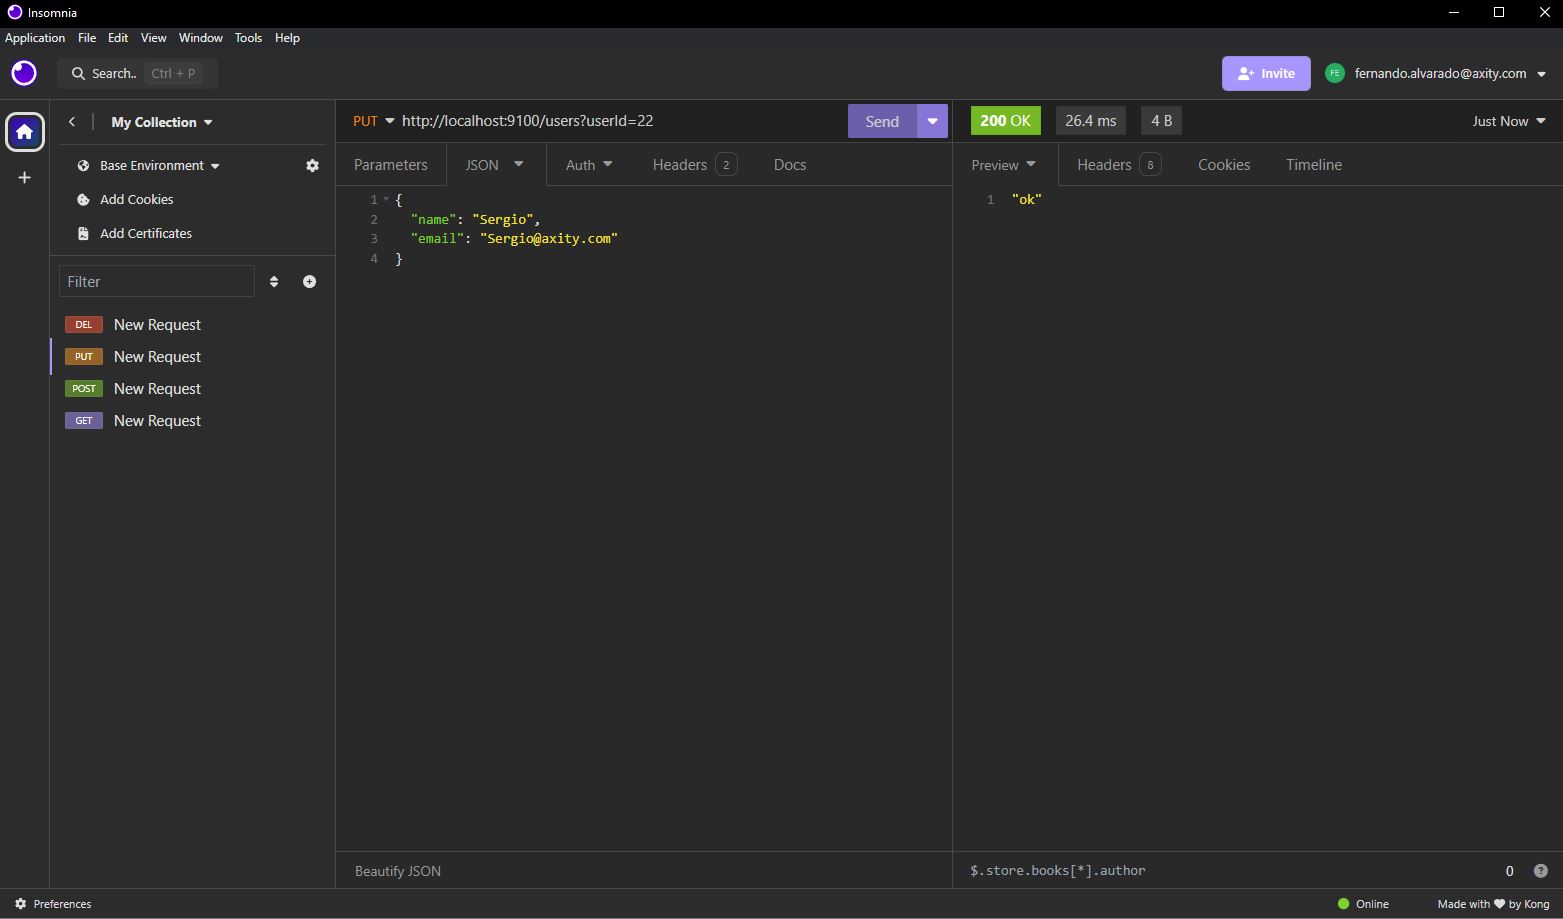 Insomnia
Application File Edit View Window Tools Help
Search.. Ctrl + P
Invite
FE
fernando.alvarado@axity.com
My Collection
Base Environment
Add Cookies
Add Certificates
Filter
DEL New Request
PUT New Request
POST New Request
GET New Request
PUT http://localhost:9100/users?userId=22
Send
Parameters JSON Auth Headers 2 Docs
1 {
2 "name": "Sergio",
3 "email": "Sergio@axity.com"
4 }
Beautify JSON
200 OK 26.4 ms 4 B Just Now
Preview Headers 8 Cookies Timeline
1 "ok"
$.store.books[*].author 0 ?
Preferences
Online
Made with ❤ by Kong